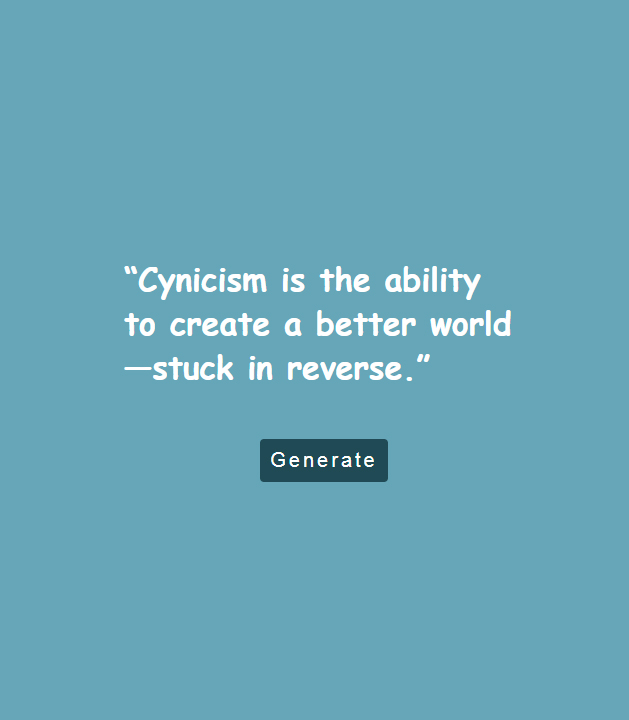 “Cynicism is the ability
to create a better world
—stuck in reverse.”
Generate